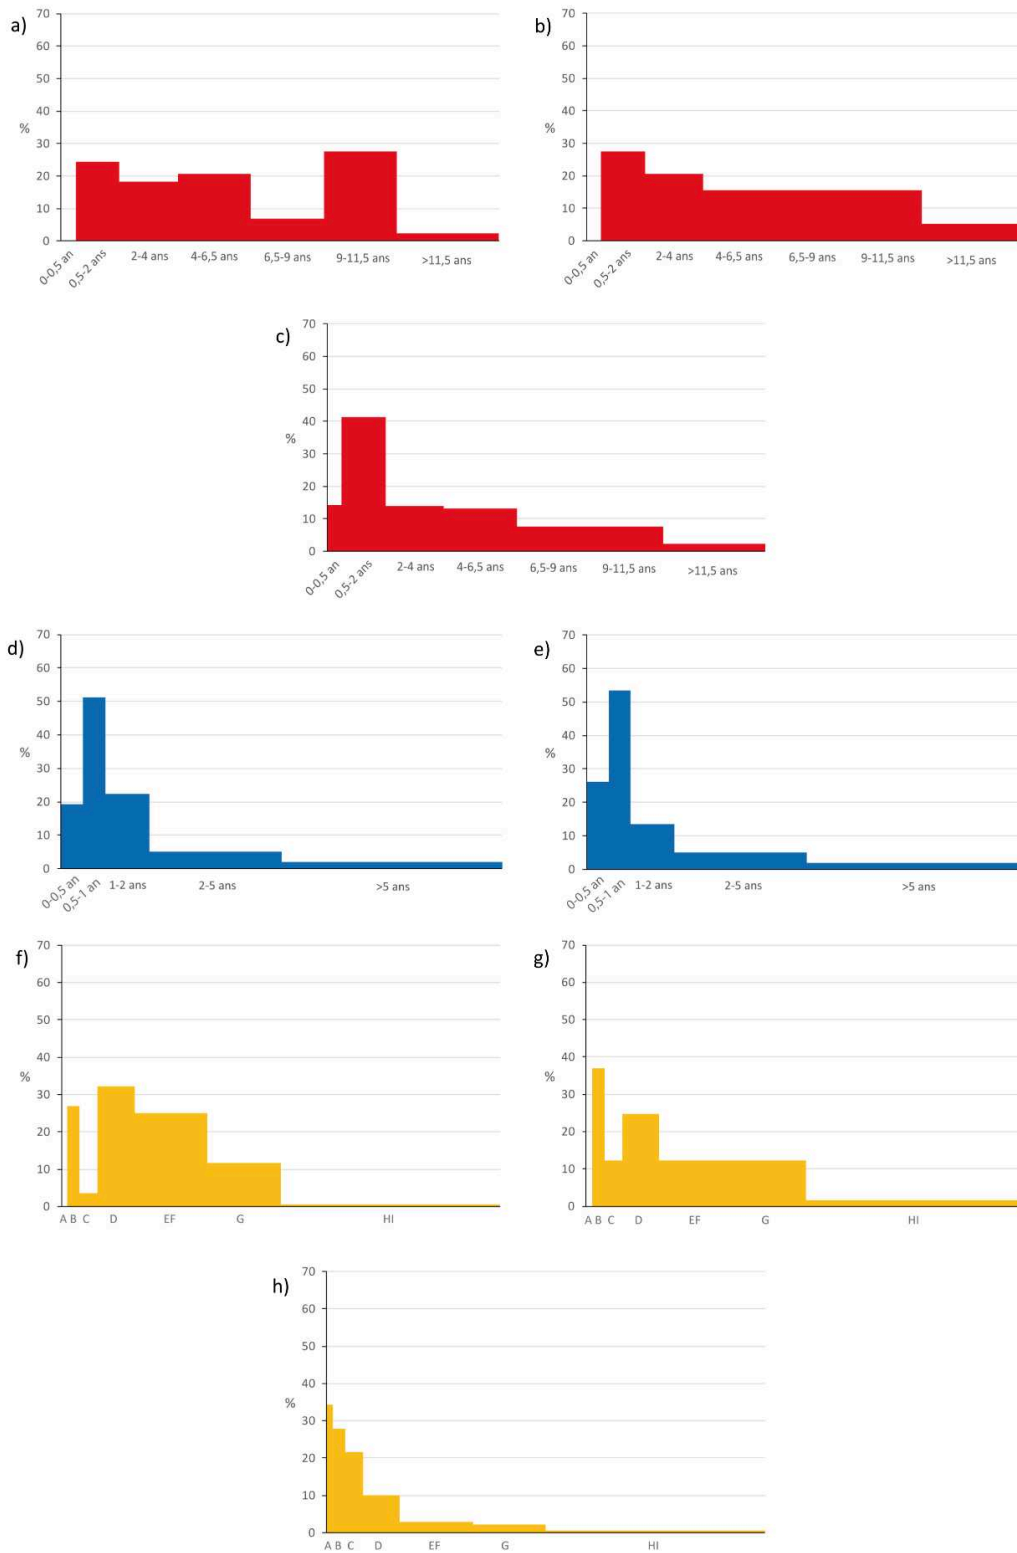 a)
70
60
50
40
30
20
10
0
%
0-0,5 an
0,5-2 ans
2-4 ans
4-6,5 ans
6,5-9 ans
9-11,5 ans
>11,5 ans
b)
70
60
50
40
30
20
10
0
%
0-0,5 an
0,5-2 ans
2-4 ans
4-6,5 ans
6,5-9 ans
9-11,5 ans
>11,5 ans
c)
70
60
50
40
30
20
10
0
%
0-0,5 an
0,5-2 ans
2-4 ans
4-6,5 ans
6,5-9 ans
9-11,5 ans
>11,5 ans
d)
70
60
50
40
30
20
10
0
%
0-0,5 an
0,5-1 an
1-2 ans
2-5 ans
>5 ans
e)
70
60
50
40
30
20
10
0
%
0-0,5 an
0,5-1 an
1-2 ans
2-5 ans
>5 ans
f)
70
60
50
40
30
20
10
0
%
A B C D EF G HI
g)
70
60
50
40
30
20
10
0
%
A B C D EF G HI
h)
70
60
50
40
30
20
10
0
%
A B C D EF G HI